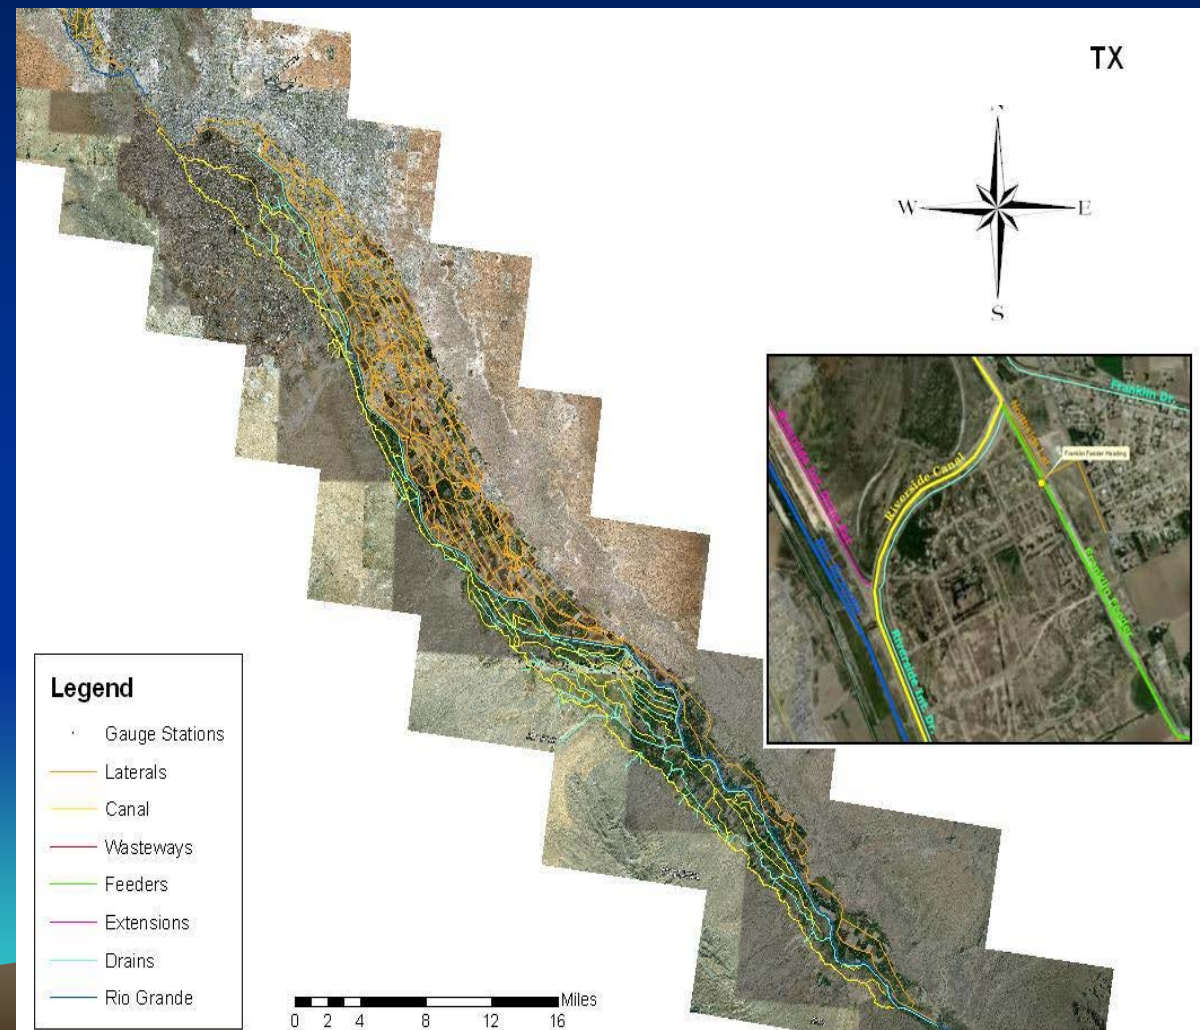 TX
N
W
E
S
Franklin Dr.
Franklin Feeder Heading
Riverside Canal
Franklin Feeder
Riverside Int. Dr.
Legend
Gauge Stations
Laterals
Canal
Wasteways
Feeders
Extensions
Drains
Rio Grande
Miles
0 2 4 8 12 16